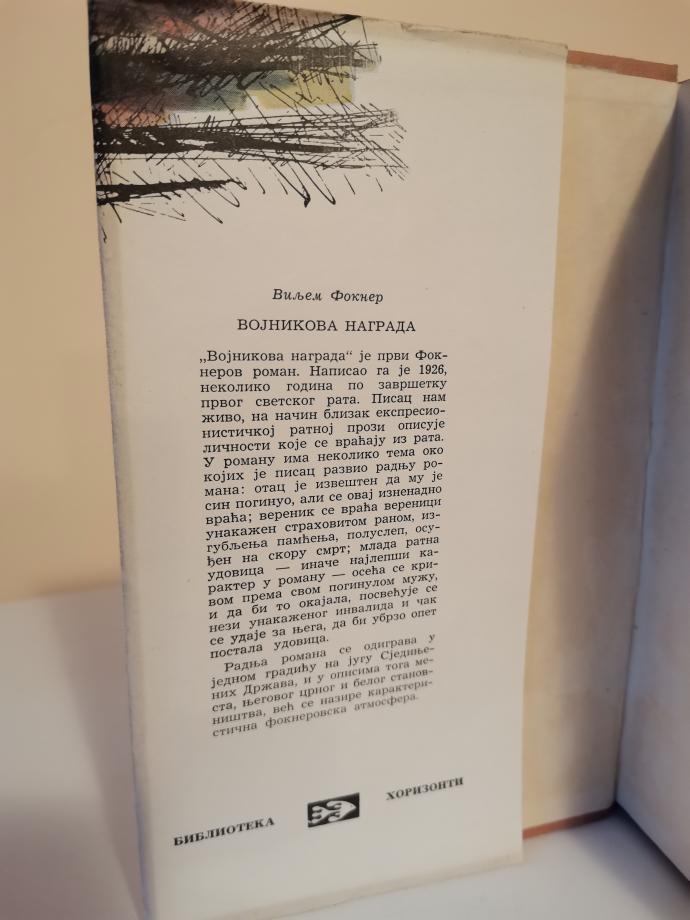 Виљем Фокнер
ВОЈНИКОВА НАГРАДА
„Војникова награда“ је први Фок-
неров роман. Написао га је 1926,
неколико година по завршетку
првог светског рата. Писац нам
живо, на начин близак експресио-
нистичкој ратној прози описује
личности које се враћају из рата.
У роману има неколико тема око
којих је писац развио радњу ро-
мана: отац је извештен да му је
син погинуо, али се овај изненадно
враћа; вереник се враћа вереници
унакажен страховитом раном, из-
губљења памћења, полуслеп, осу-
ђен на скору смрт; млада ратна
удовица — иначе најлепши ка-
рактер у роману — осећа се кри-
вом према свом погинулом мужу,
и да би то окајала, посвећује се
нези унакаженог инвалида и чак
се удаје за њега, да би убрзо опет
постала удовица.
Радња романа се одиграва у
једном градићу на југу Сједиње-
них Држава, и у описима тога ме-
ста, његовог црног и белог станов-
ништва, већ се назире карактери-
стична фокнеровска атмосфера.
БИБЛИОТЕКА ХОРИЗОНТИ